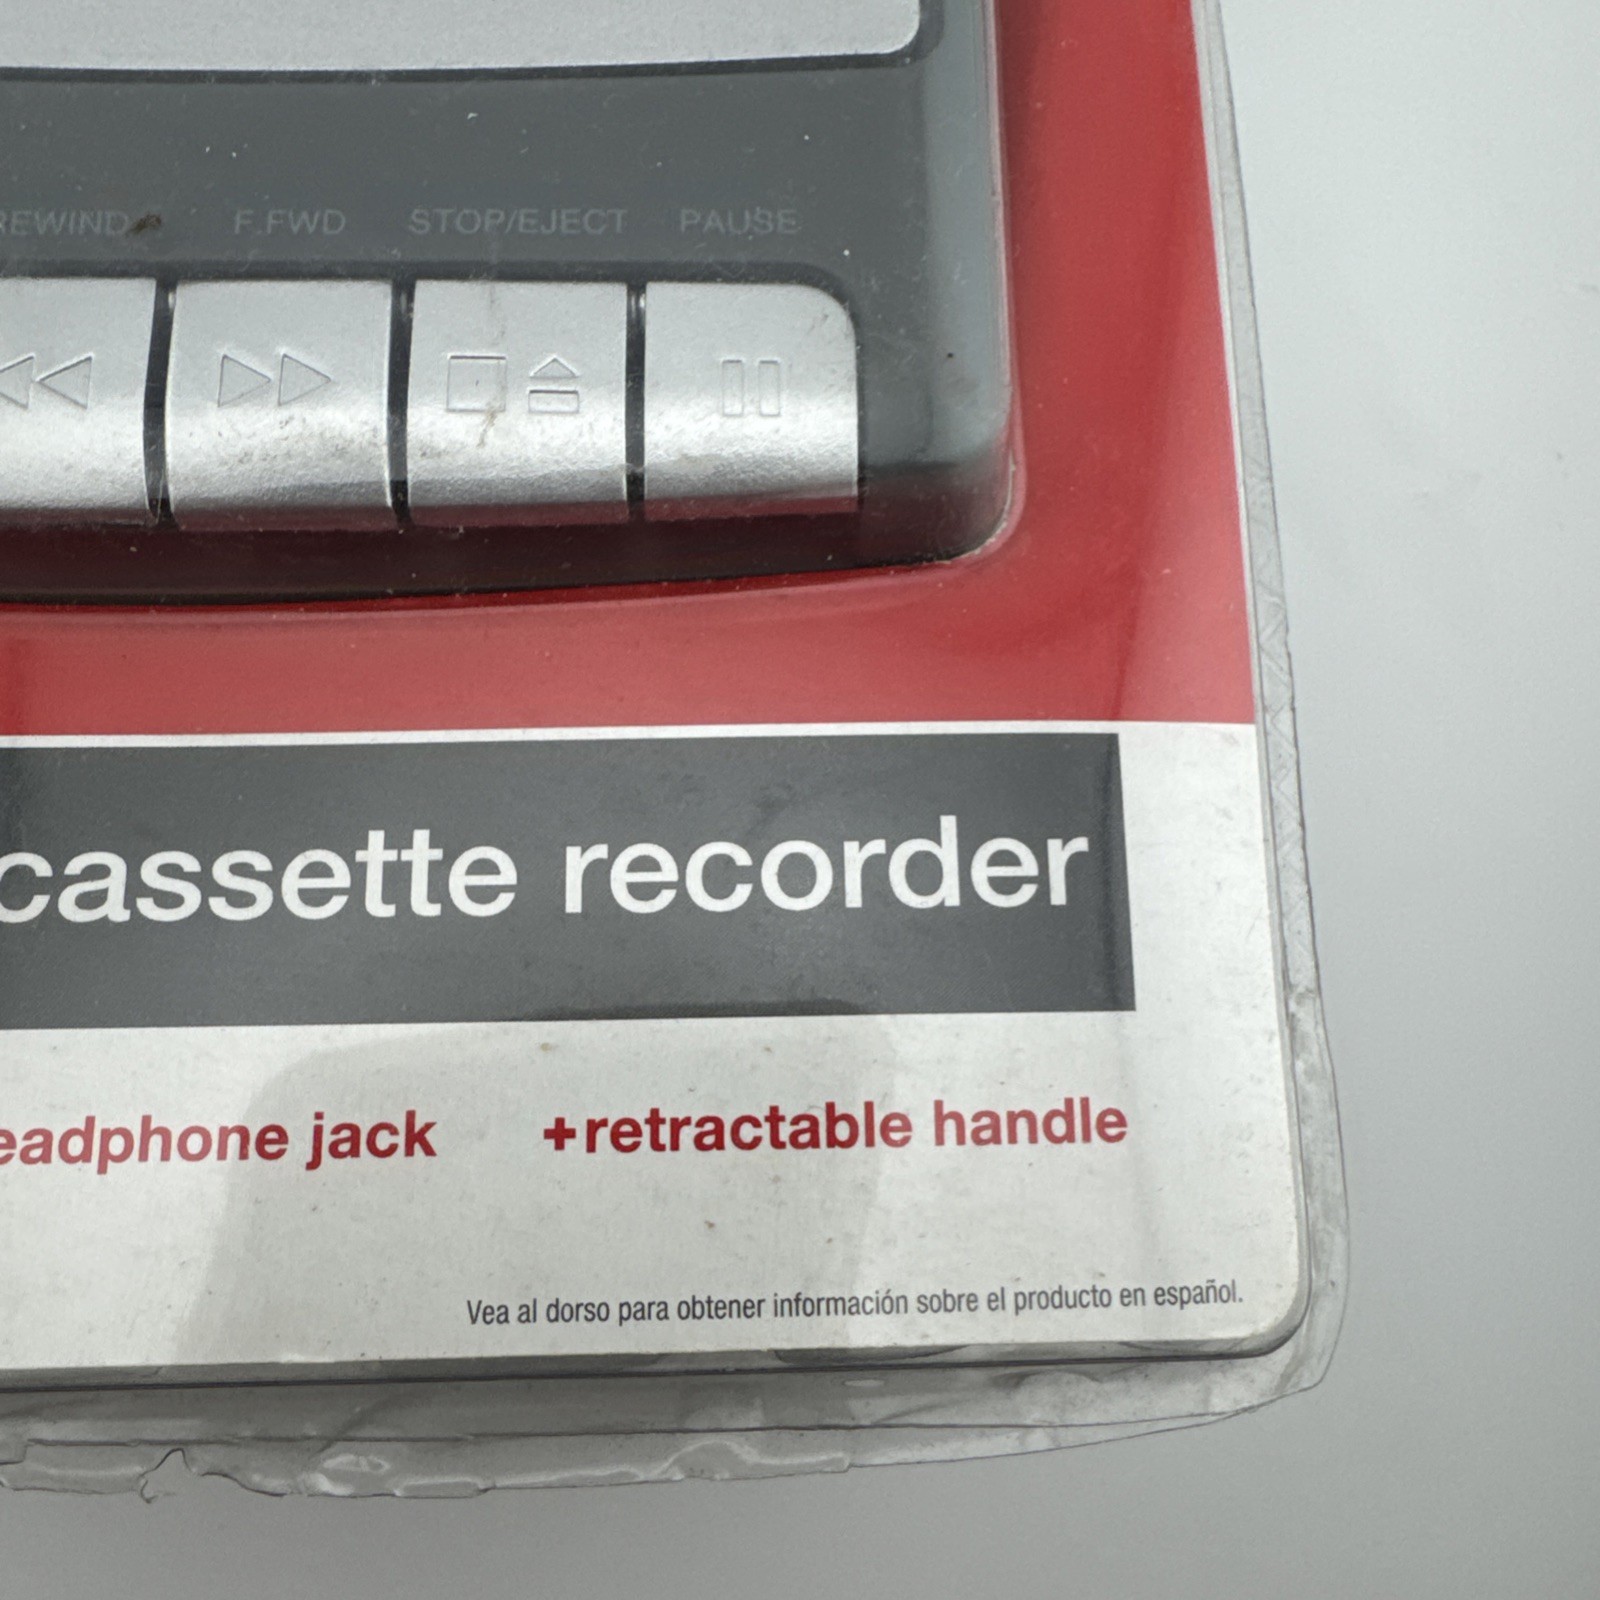 REWIND F.FWD STOP/EJECT PAUSE
cassette recorder
eadphone jack +retractable handle
Vea al dorso para obtener información sobre el producto en español.